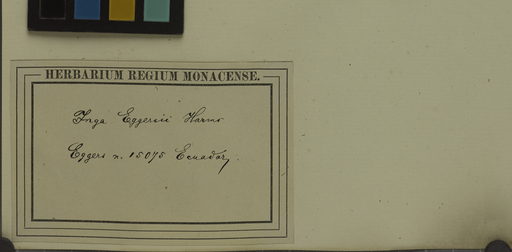 HERBARIUM REGIUM MONACENSE.
Inga Eggersii Harms
Eggers n. 15075 Ecuador,